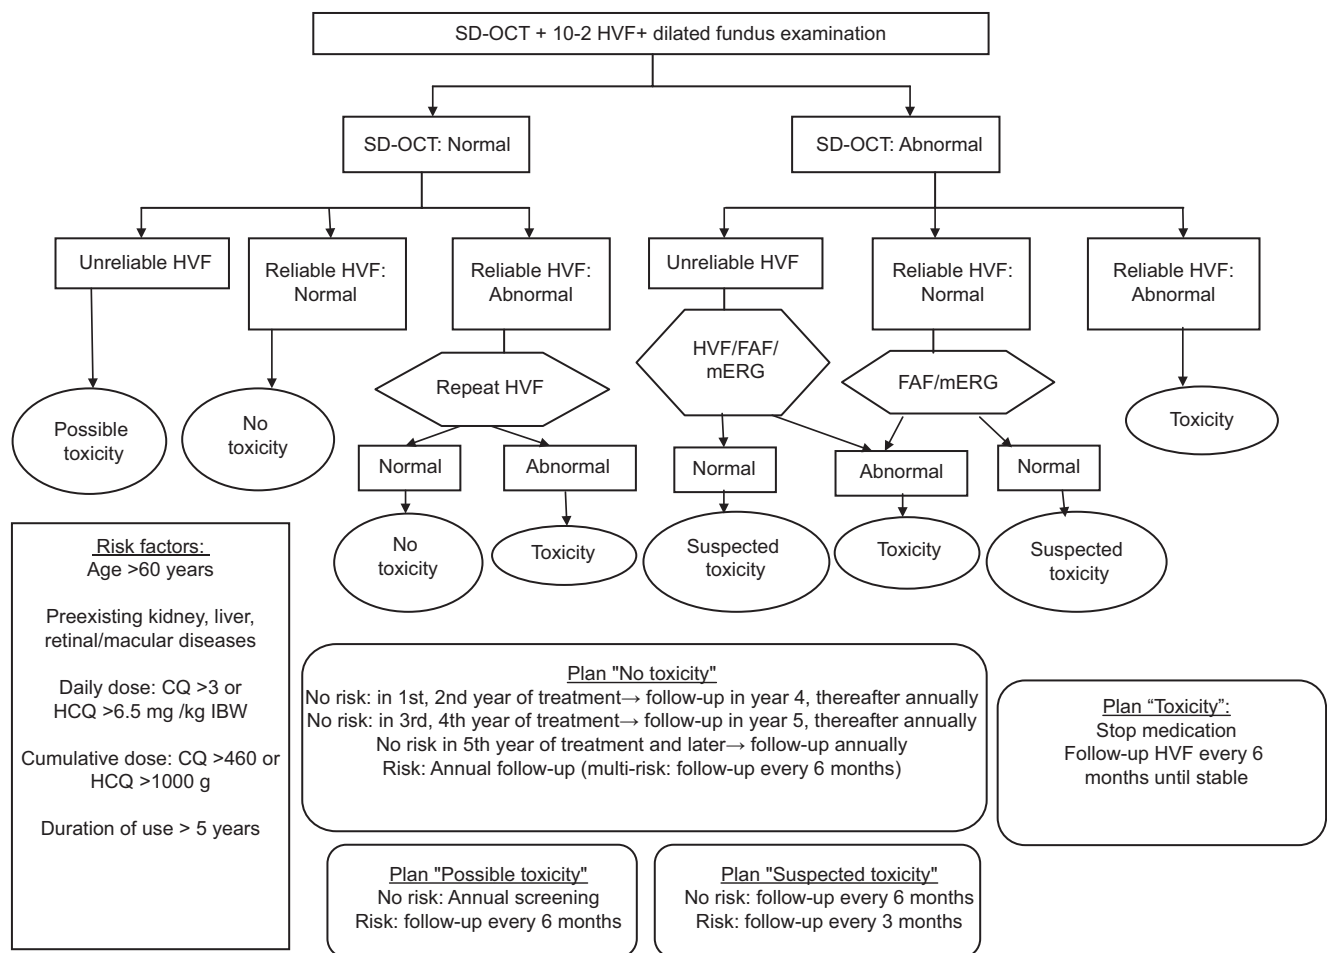 SD-OCT + 10-2 HVF+ dilated fundus examination
SD-OCT: Normal
SD-OCT: Abnormal
Unreliable HVF
Reliable HVF:
Normal
Reliable HVF:
Abnormal
Unreliable HVF
Reliable HVF:
Normal
Reliable HVF:
Abnormal
Repeat HVF
HVF/FAF/
mERG
FAF/mERG
Possible
toxicity
No
toxicity
Toxicity
Normal
Abnormal
Normal
Abnormal
Normal
No
toxicity
Toxicity
Suspected
toxicity
Toxicity
Suspected
toxicity
Risk factors:
Age >60 years
Preexisting kidney, liver,
retinal/macular diseases
Daily dose: CQ >3 or
HCQ >6.5 mg /kg IBW
Cumulative dose: CQ >460 or
HCQ >1000 g
Duration of use > 5 years
Plan "No toxicity"
No risk: in 1st, 2nd year of treatment→ follow-up in year 4, thereafter annually
No risk: in 3rd, 4th year of treatment→ follow-up in year 5, thereafter annually
No risk in 5th year of treatment and later→ follow-up annually
Risk: Annual follow-up (multi-risk: follow-up every 6 months)
Plan “Toxicity”:
Stop medication
Follow-up HVF every 6
months until stable
Plan "Possible toxicity"
No risk: Annual screening
Risk: follow-up every 6 months
Plan "Suspected toxicity"
No risk: follow-up every 6 months
Risk: follow-up every 3 months